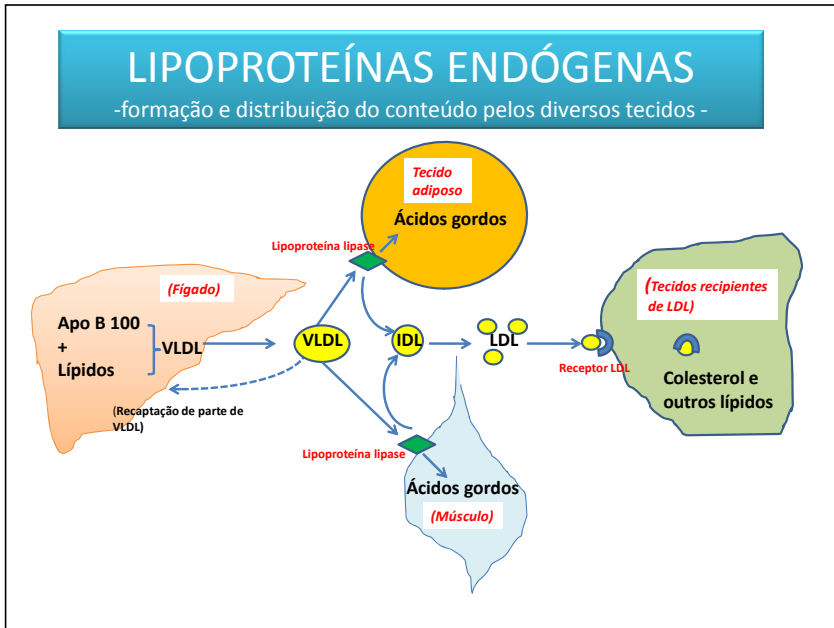 LIPOPROTEÍNAS ENDÓGENAS
-formação e distribuição do conteúdo pelos diversos tecidos -
Tecido
adiposo
Ácidos gordos
Lipoproteína lipase
(Fígado)
Apo B 100
+
Lípidos
VLDL
(Recaptação de parte de
VLDL)
VLDL
IDL
LDL
Lipoproteína lipase
Ácidos gordos
(Músculo)
Receptor LDL
(Tecidos recipientes
de LDL)
Colesterol e
outros lípidos